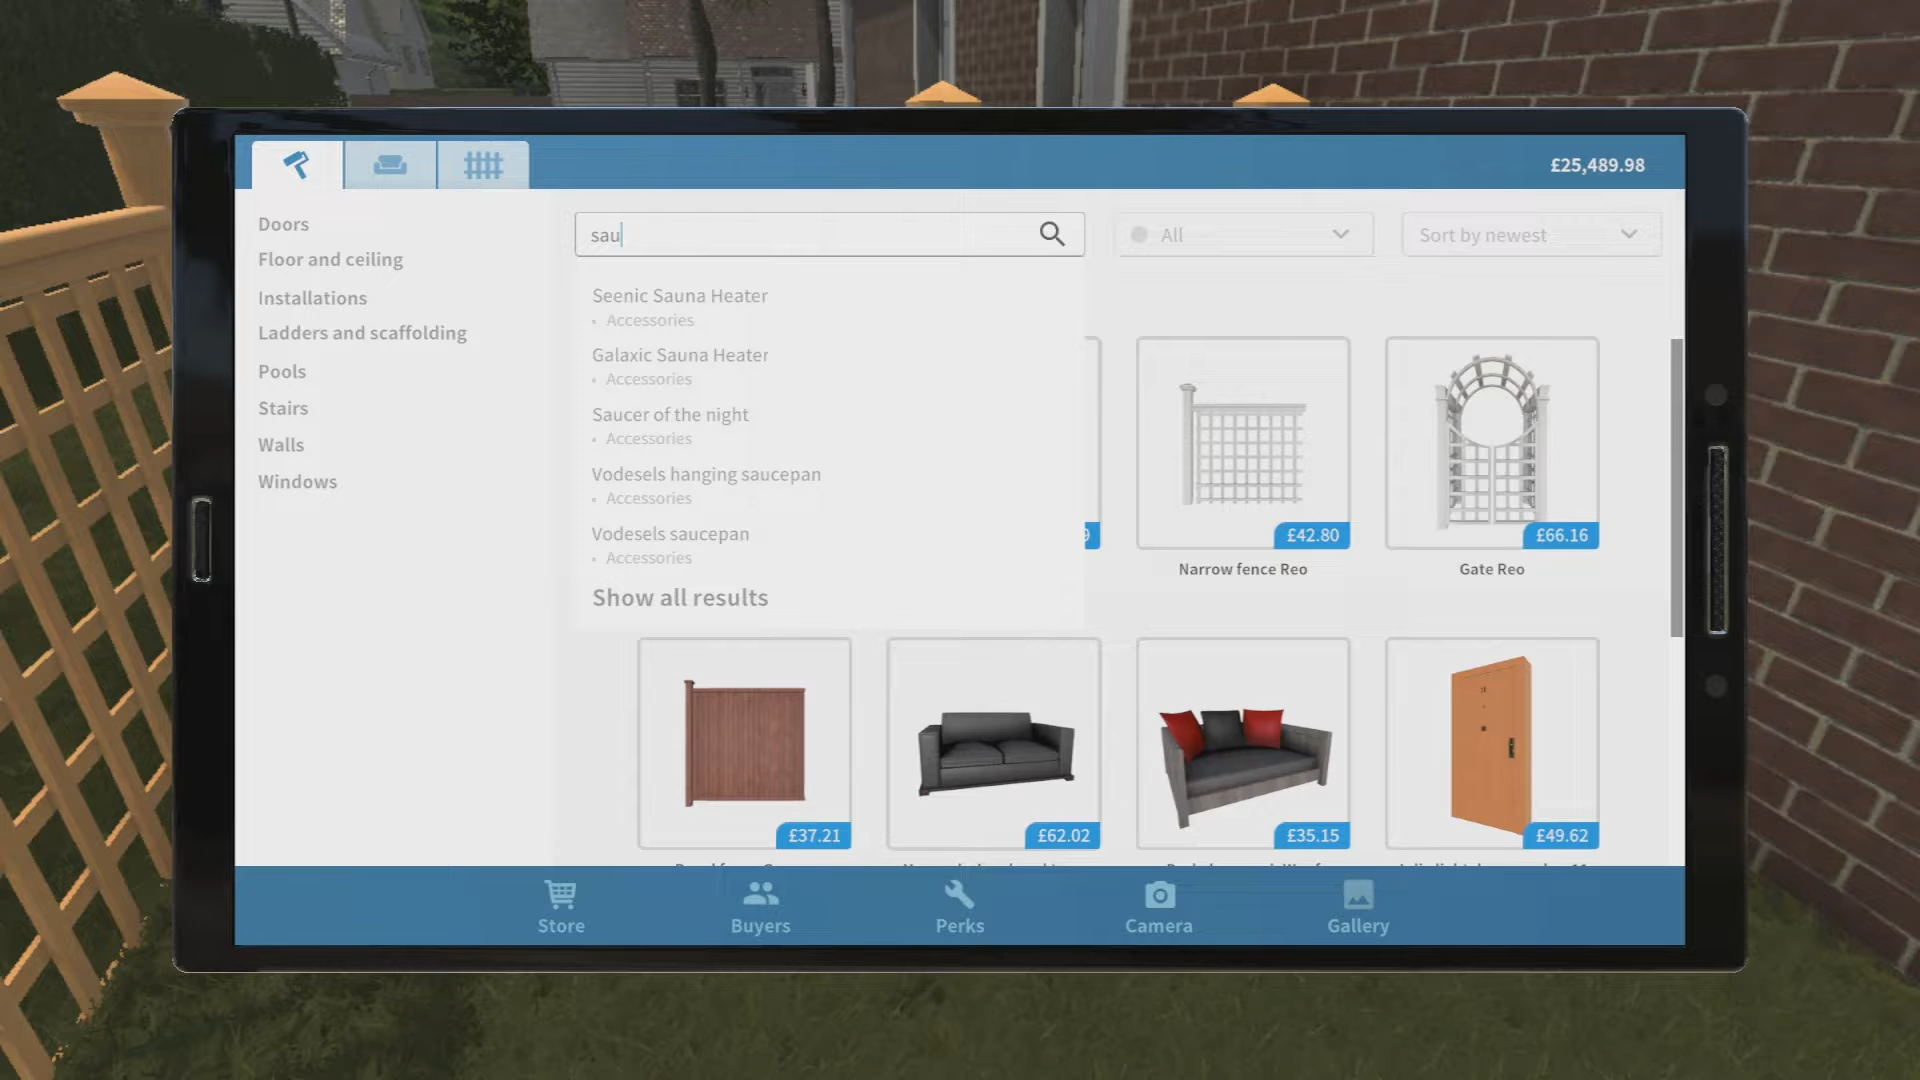 £25,489.98
Doors
Floor and ceiling
Installations
Ladders and scaffolding
Pools
Stairs
Walls
Windows
sau
All
Sort by newest
Seenic Sauna Heater
• Accessories
Galaxic Sauna Heater
• Accessories
Saucer of the night
• Accessories
Vodesels hanging saucepan
• Accessories
Vodesels saucepan
• Accessories
Show all results
9
£42.80
£66.16
Narrow fence Reo
Gate Reo
£37.21
£62.02
£35.15
£49.62
Store
Buyers
Perks
Camera
Gallery